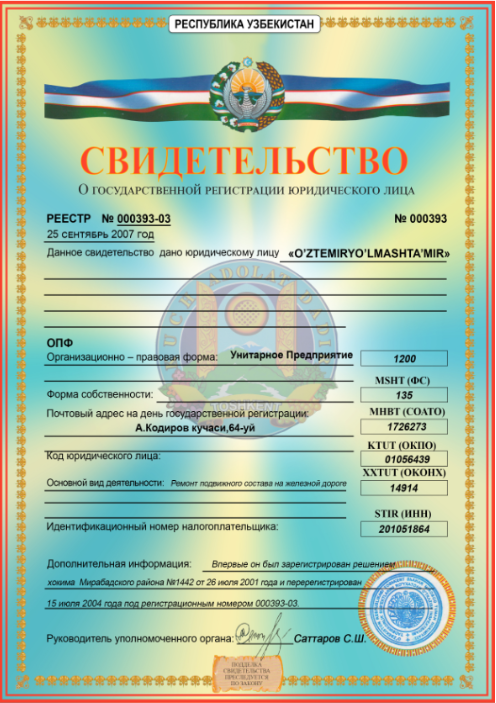 РЕСПУБЛИКА УЗБЕКИСТАН
СВИДЕТЕЛЬСТВО
О ГОСУДАРСТВЕННОЙ РЕГИСТРАЦИИ ЮРИДИЧЕСКОГО ЛИЦА
РЕЕСТР № 000393-03 № 000393
25 СЕНТЯБРЬ 2007 ГОД
Данное свидетельство дано юридическому лицу «O'ZTEMIRYO'LMASHTA'MIR»
ОПФ
Организационно – правовая форма: Унитарное Предприятие 1200
MSHT (ФС)
Форма собственности: 135
Почтовый адрес на день государственной регистрации: МНВТ (СОАТО)
А.Кодиров кучаси,64-уй 1726273
KTUT (ОКПО)
Код юридического лица: 01056439
XXTUT (ОКОНХ)
Основной вид деятельности: Ремонт подвижного состава на железной дороге 14914
STIR (ИНН)
Идентификационный номер налогоплательщика: 201051864
Дополнительная информация: Впервые он был зарегистрирован решением
хокима Мирабадского района №1442 от 26 июля 2001 года и перерегистрирован
15 июля 2004 года под регистрационным номером 000393-03.
Руководитель уполномоченного органа: Саттаров С.Ш.
ПОДДЕЛКА
СВИДЕТЕЛЬСТВА
ПРЕСЛЕДУЕТСЯ
ПО ЗАКОНУ
TOSHKENT